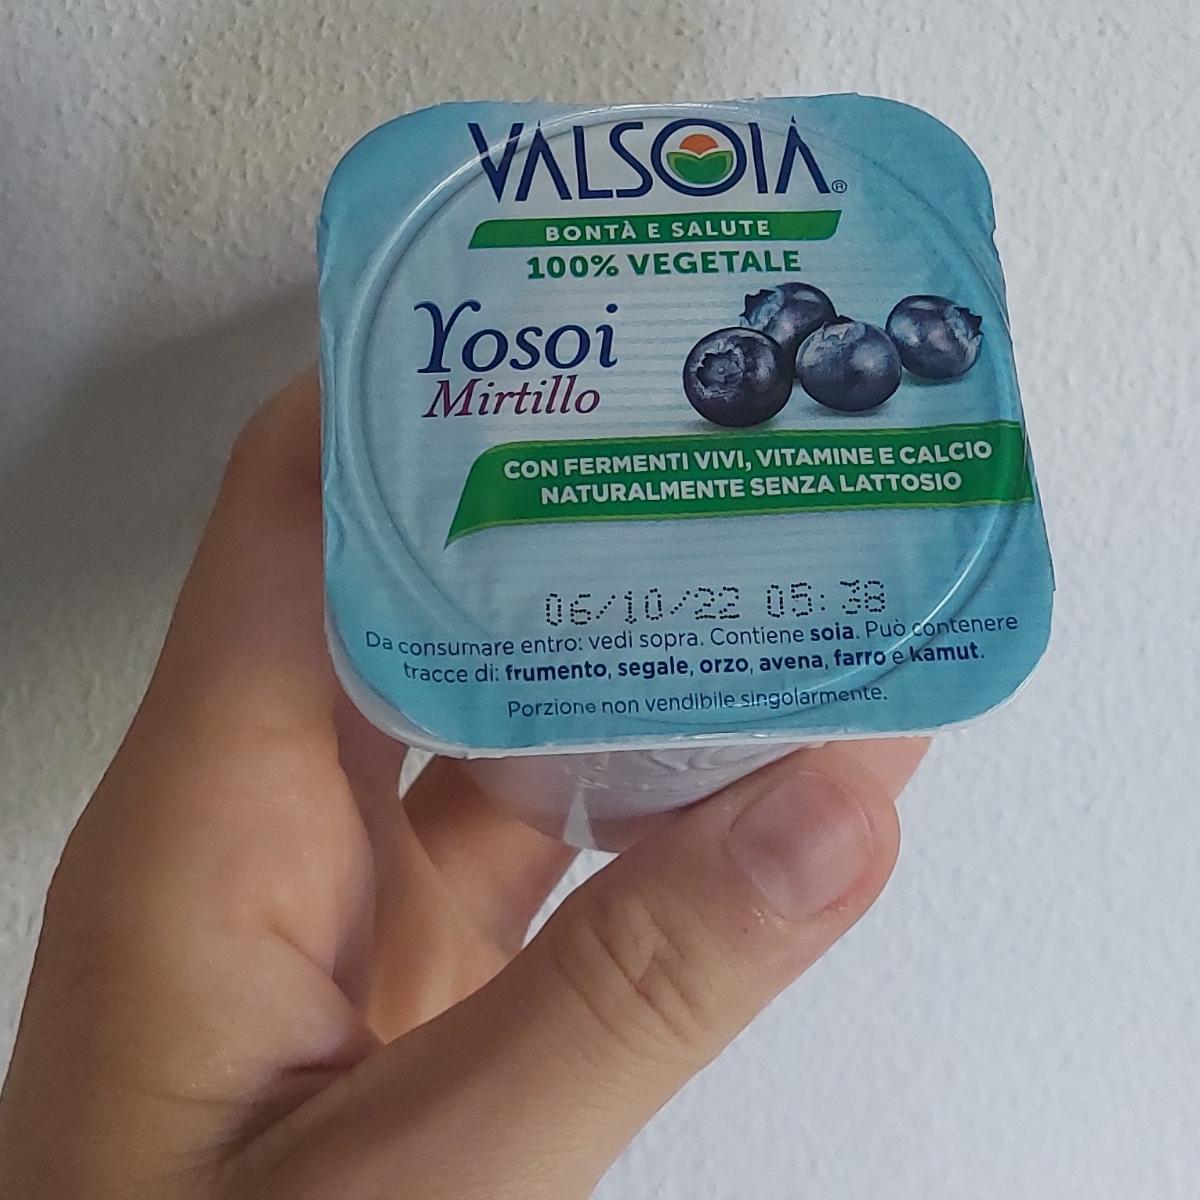 VALSOIA®
BONTÀ E SALUTE
100% VEGETALE
Yosoi
Mirtillo
CON FERMENTI VIVI, VITAMINE E CALCIO
NATURALMENTE SENZA LATTOSIO
06/10/22 05:38
Da consumare entro: vedi sopra. Contiene soia. Può contenere
tracce di: frumento, segale, orzo, avena, farro e kamut.
Porzione non vendibile singolarmente.